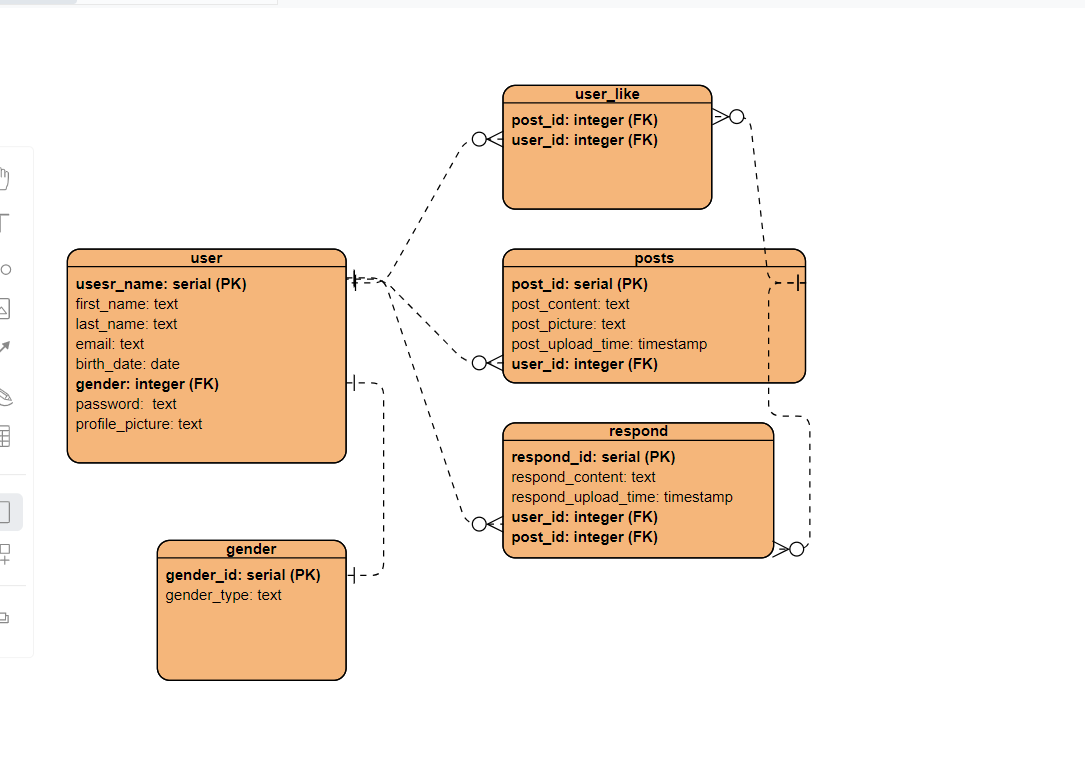 user_like
post_id: integer (FK)
user_id: integer (FK)
user
usesr_name: serial (PK)
first_name: text
last_name: text
email: text
birth_date: date
gender: integer (FK)
password:  text
profile_picture: text
posts
post_id: serial (PK)
post_content: text
post_picture: text
post_upload_time: timestamp
user_id: integer (FK)
respond
respond_id: serial (PK)
respond_content: text
respond_upload_time: timestamp
user_id: integer (FK)
post_id: integer (FK)
gender
gender_id: serial (PK)
gender_type: text